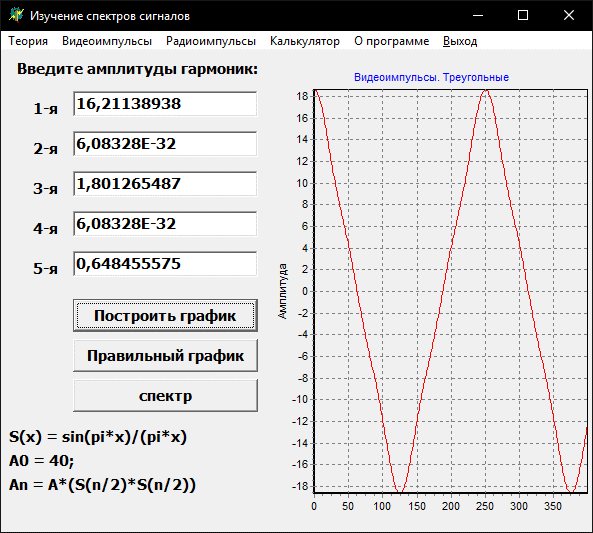 Изучение спектров сигналов
Теория Видеоимпульсы Радиоимпульсы Калькулятор О программе Выход
Введите амплитуды гармоник:
1-я 16,21138938
2-я 6,08328E-32
3-я 1,801265487
4-я 6,08328E-32
5-я 0,648455575
Построить график
Правильный график
спектр
S(x) = sin(pi*x)/(pi*x)
A0 = 40;
An = A*(S(n/2)*S(n/2))
Видеоимпульсы. Треугольные
Амплитуда
18
16
14
12
10
8
6
4
2
0
-2
-4
-6
-8
-10
-12
-14
-16
-18
0 50 100 150 200 250 300 350